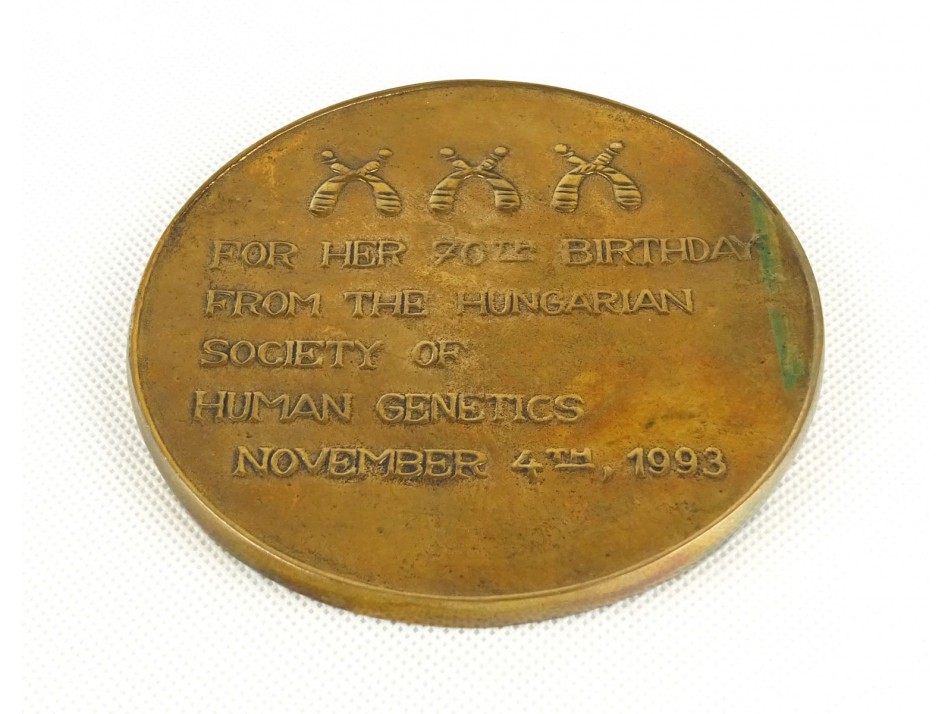 FOR HER 70TH BIRTHDAY
FROM THE HUNGARIAN
SOCIETY OF
HUMAN GENETICS
NOVEMBER 4TH, 1993